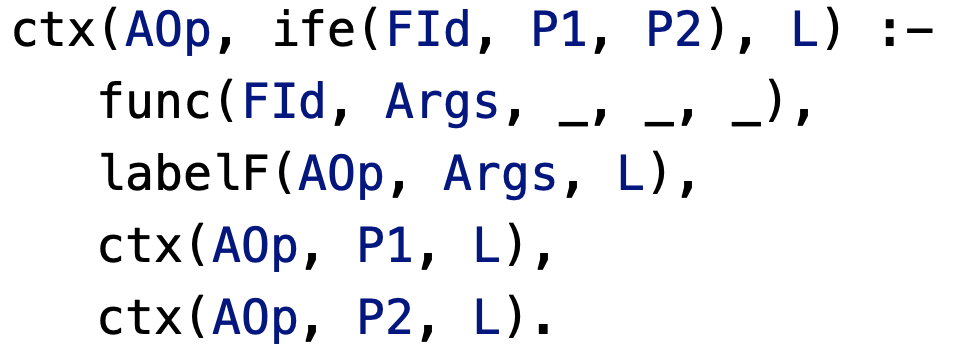 ctx(AOp, ife(FId, P1, P2), L) :-
func(FId, Args, _, _, _),
labelF(AOp, Args, L),
ctx(AOp, P1, L),
ctx(AOp, P2, L).